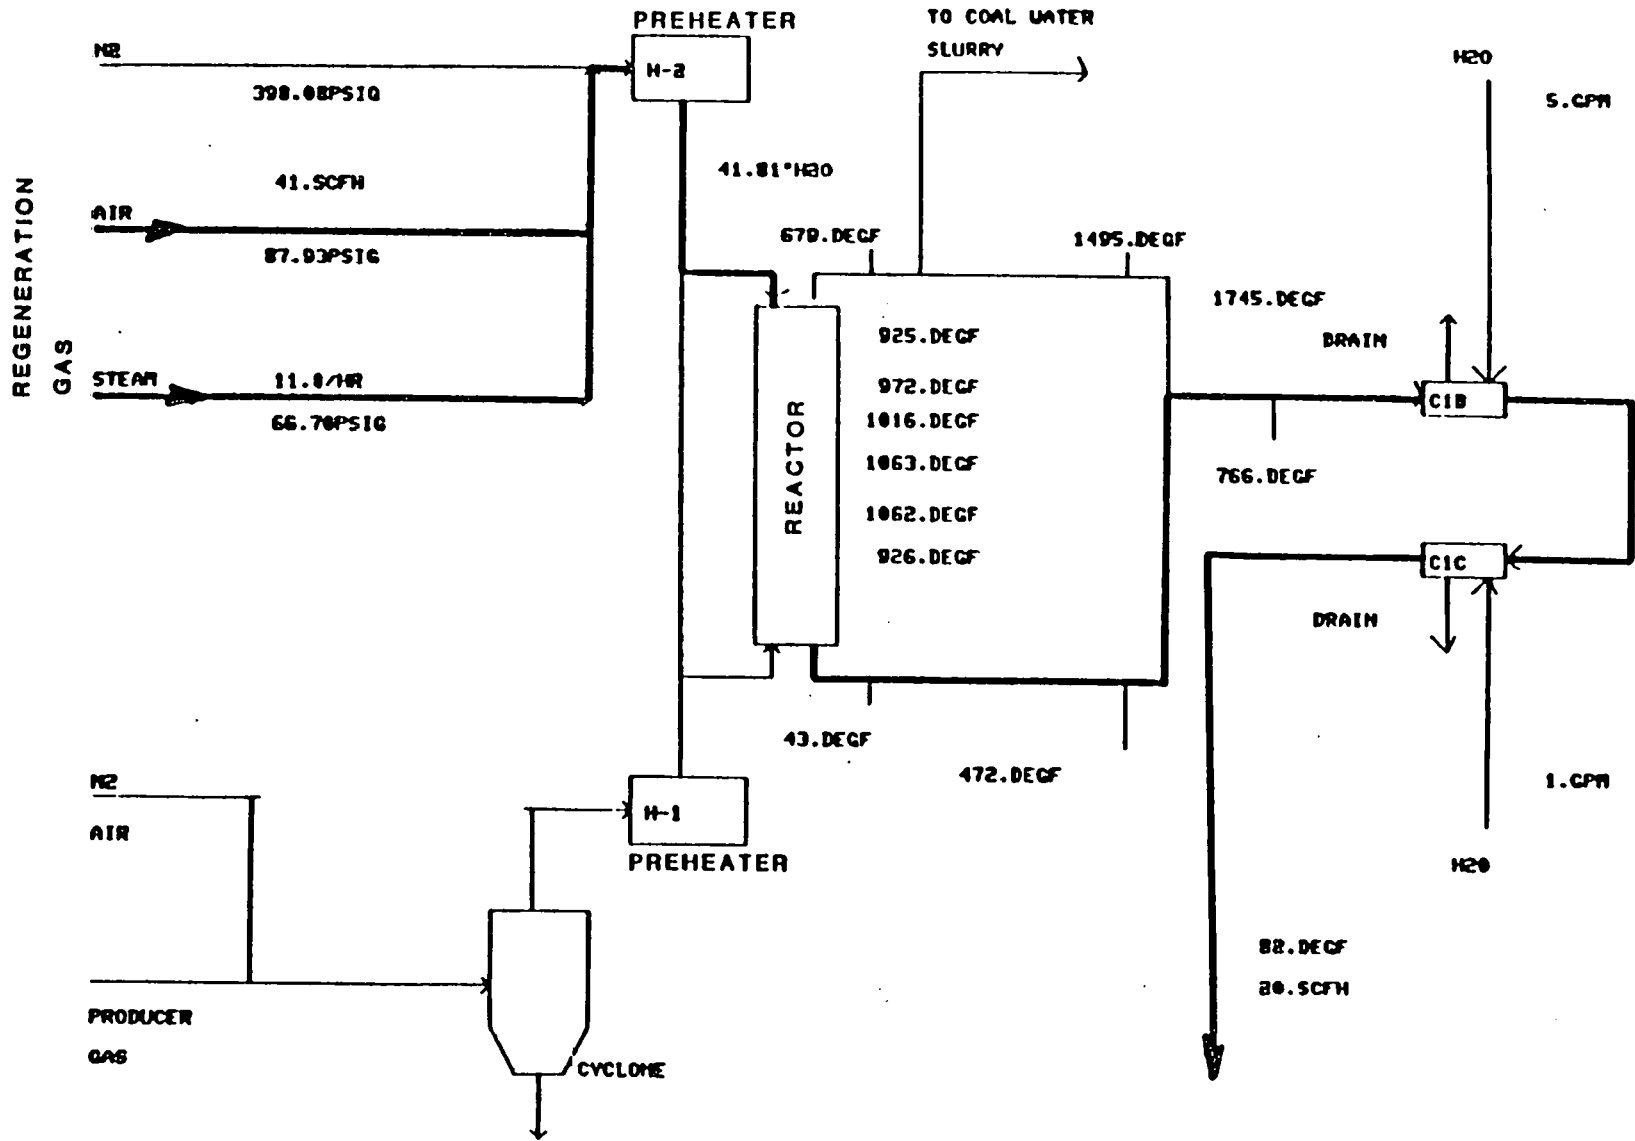 PREHEATER
TO COAL WATER
SLURRY
N2
H-2
H2O
398.08PSIG
5.GPM
41.81"H2O
41.SCFH
REGENERATION
GAS
AIR
87.93PSIG
679.DEGF
1495.DEGF
1745.DEGF
925.DEGF
DRAIN
STEAM
11.0/HR
972.DEGF
C1B
66.70PSIG
1016.DEGF
REACTOR
1063.DEGF
766.DEGF
1062.DEGF
926.DEGF
C1C
DRAIN
43.DEGF
472.DEGF
N2
1.GPM
AIR
H-1
PREHEATER
H2O
82.DEGF
20.SCFH
PRODUCER
GAS
CYCLONE